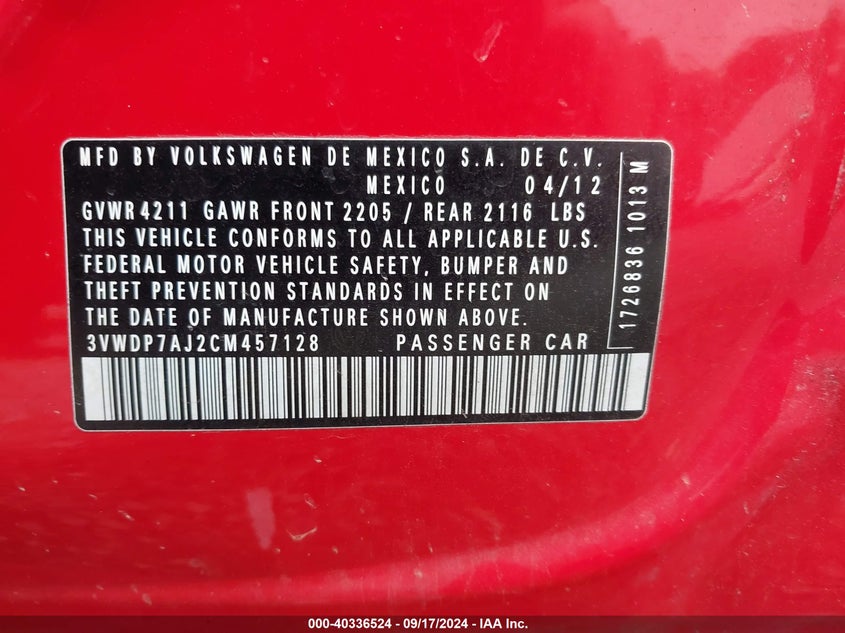 MFD BY VOLKSWAGEN DE MEXICO S.A. DE C.V.
MEXICO 04/12
GVWR 4211 GAWR FRONT 2205 / REAR 2116 LBS
THIS VEHICLE CONFORMS TO ALL APPLICABLE U.S.
FEDERAL MOTOR VEHICLE SAFETY, BUMPER AND
THEFT PREVENTION STANDARDS IN EFFECT ON
THE DATE OF MANUFACTURE SHOWN ABOVE.
3VWDP7AJ2CM457128 PASSENGER CAR
1726836 1013 M
000-40336524 - 09/17/2024 - IAA Inc.